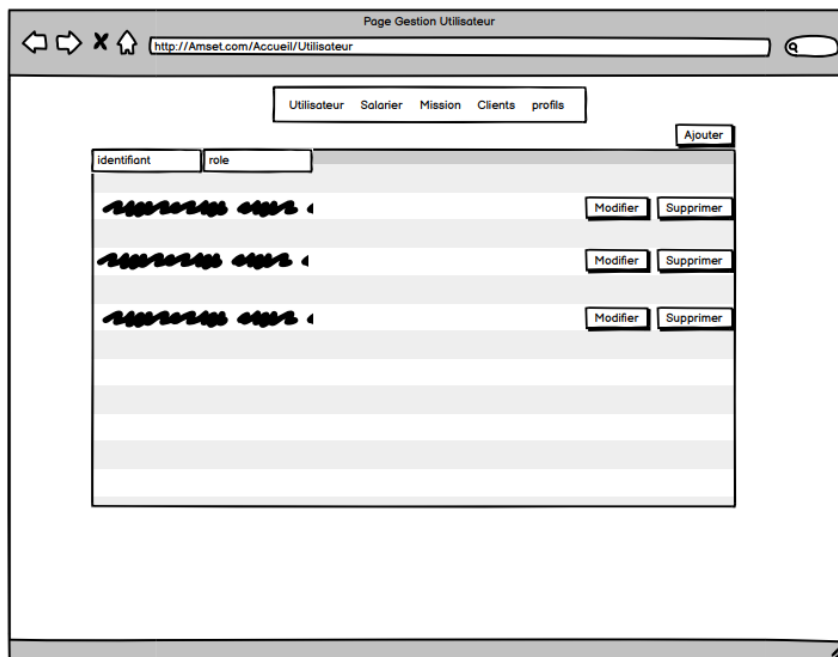 Page Gestion Utilisateur
http://Amset.com/Accueil/Utilisateur
Utilisateur Salarier Mission Clients profils
Ajouter
identifiant role
Modifier Supprimer
Modifier Supprimer
Modifier Supprimer